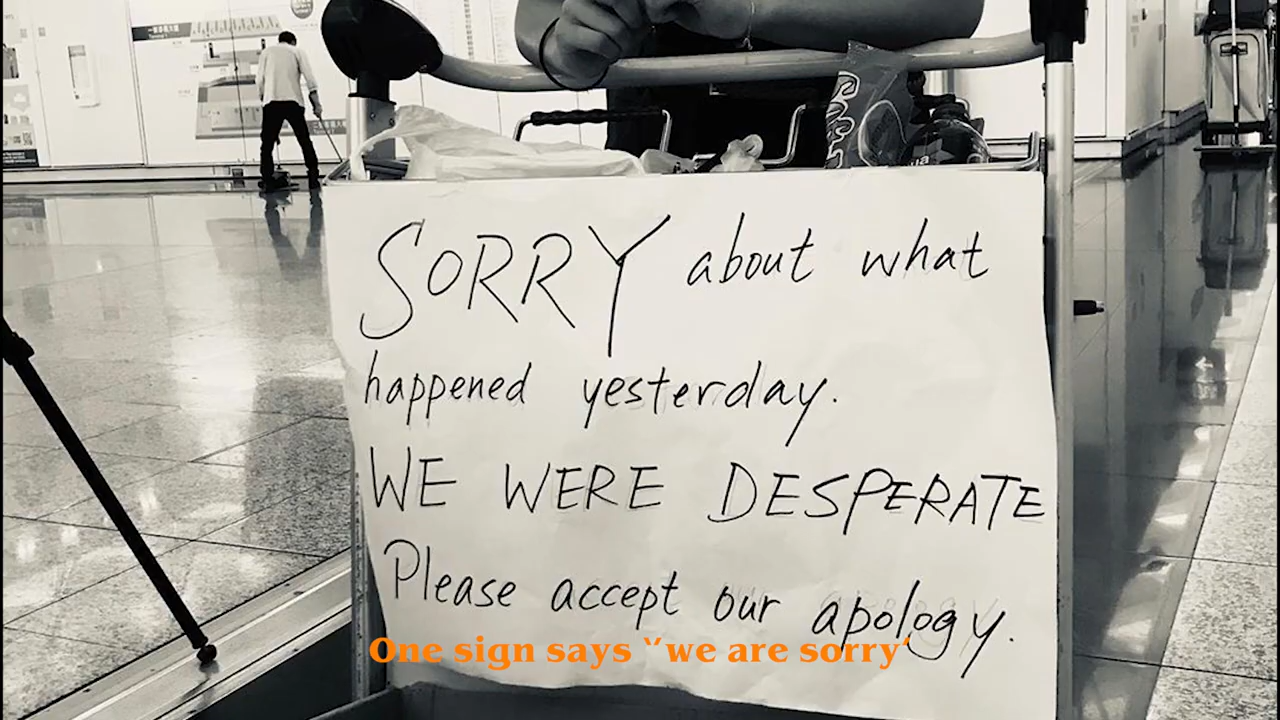 SORRY about what
happened yesterday.
WE WERE DESPERATE
Please accept our apology.
One sign says "we are sorry"